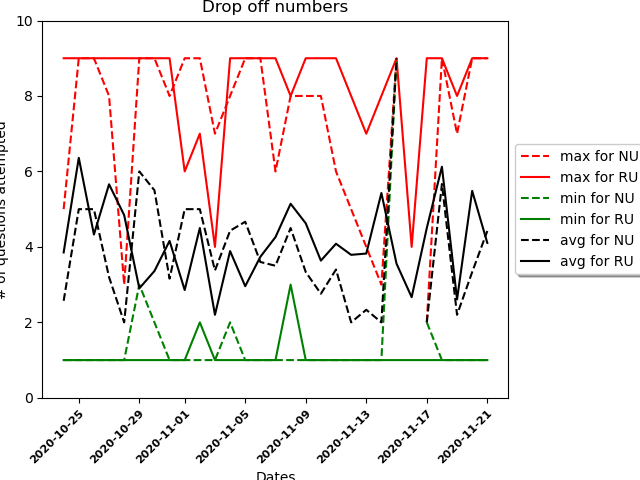 Drop off numbers
# of questions attempted
10
8
6
4
2
0
2020-10-25
2020-10-29
2020-11-01
2020-11-05
2020-11-09
2020-11-13
2020-11-17
2020-11-21
Dates
max for NU
max for RU
min for NU
min for RU
avg for NU
avg for RU